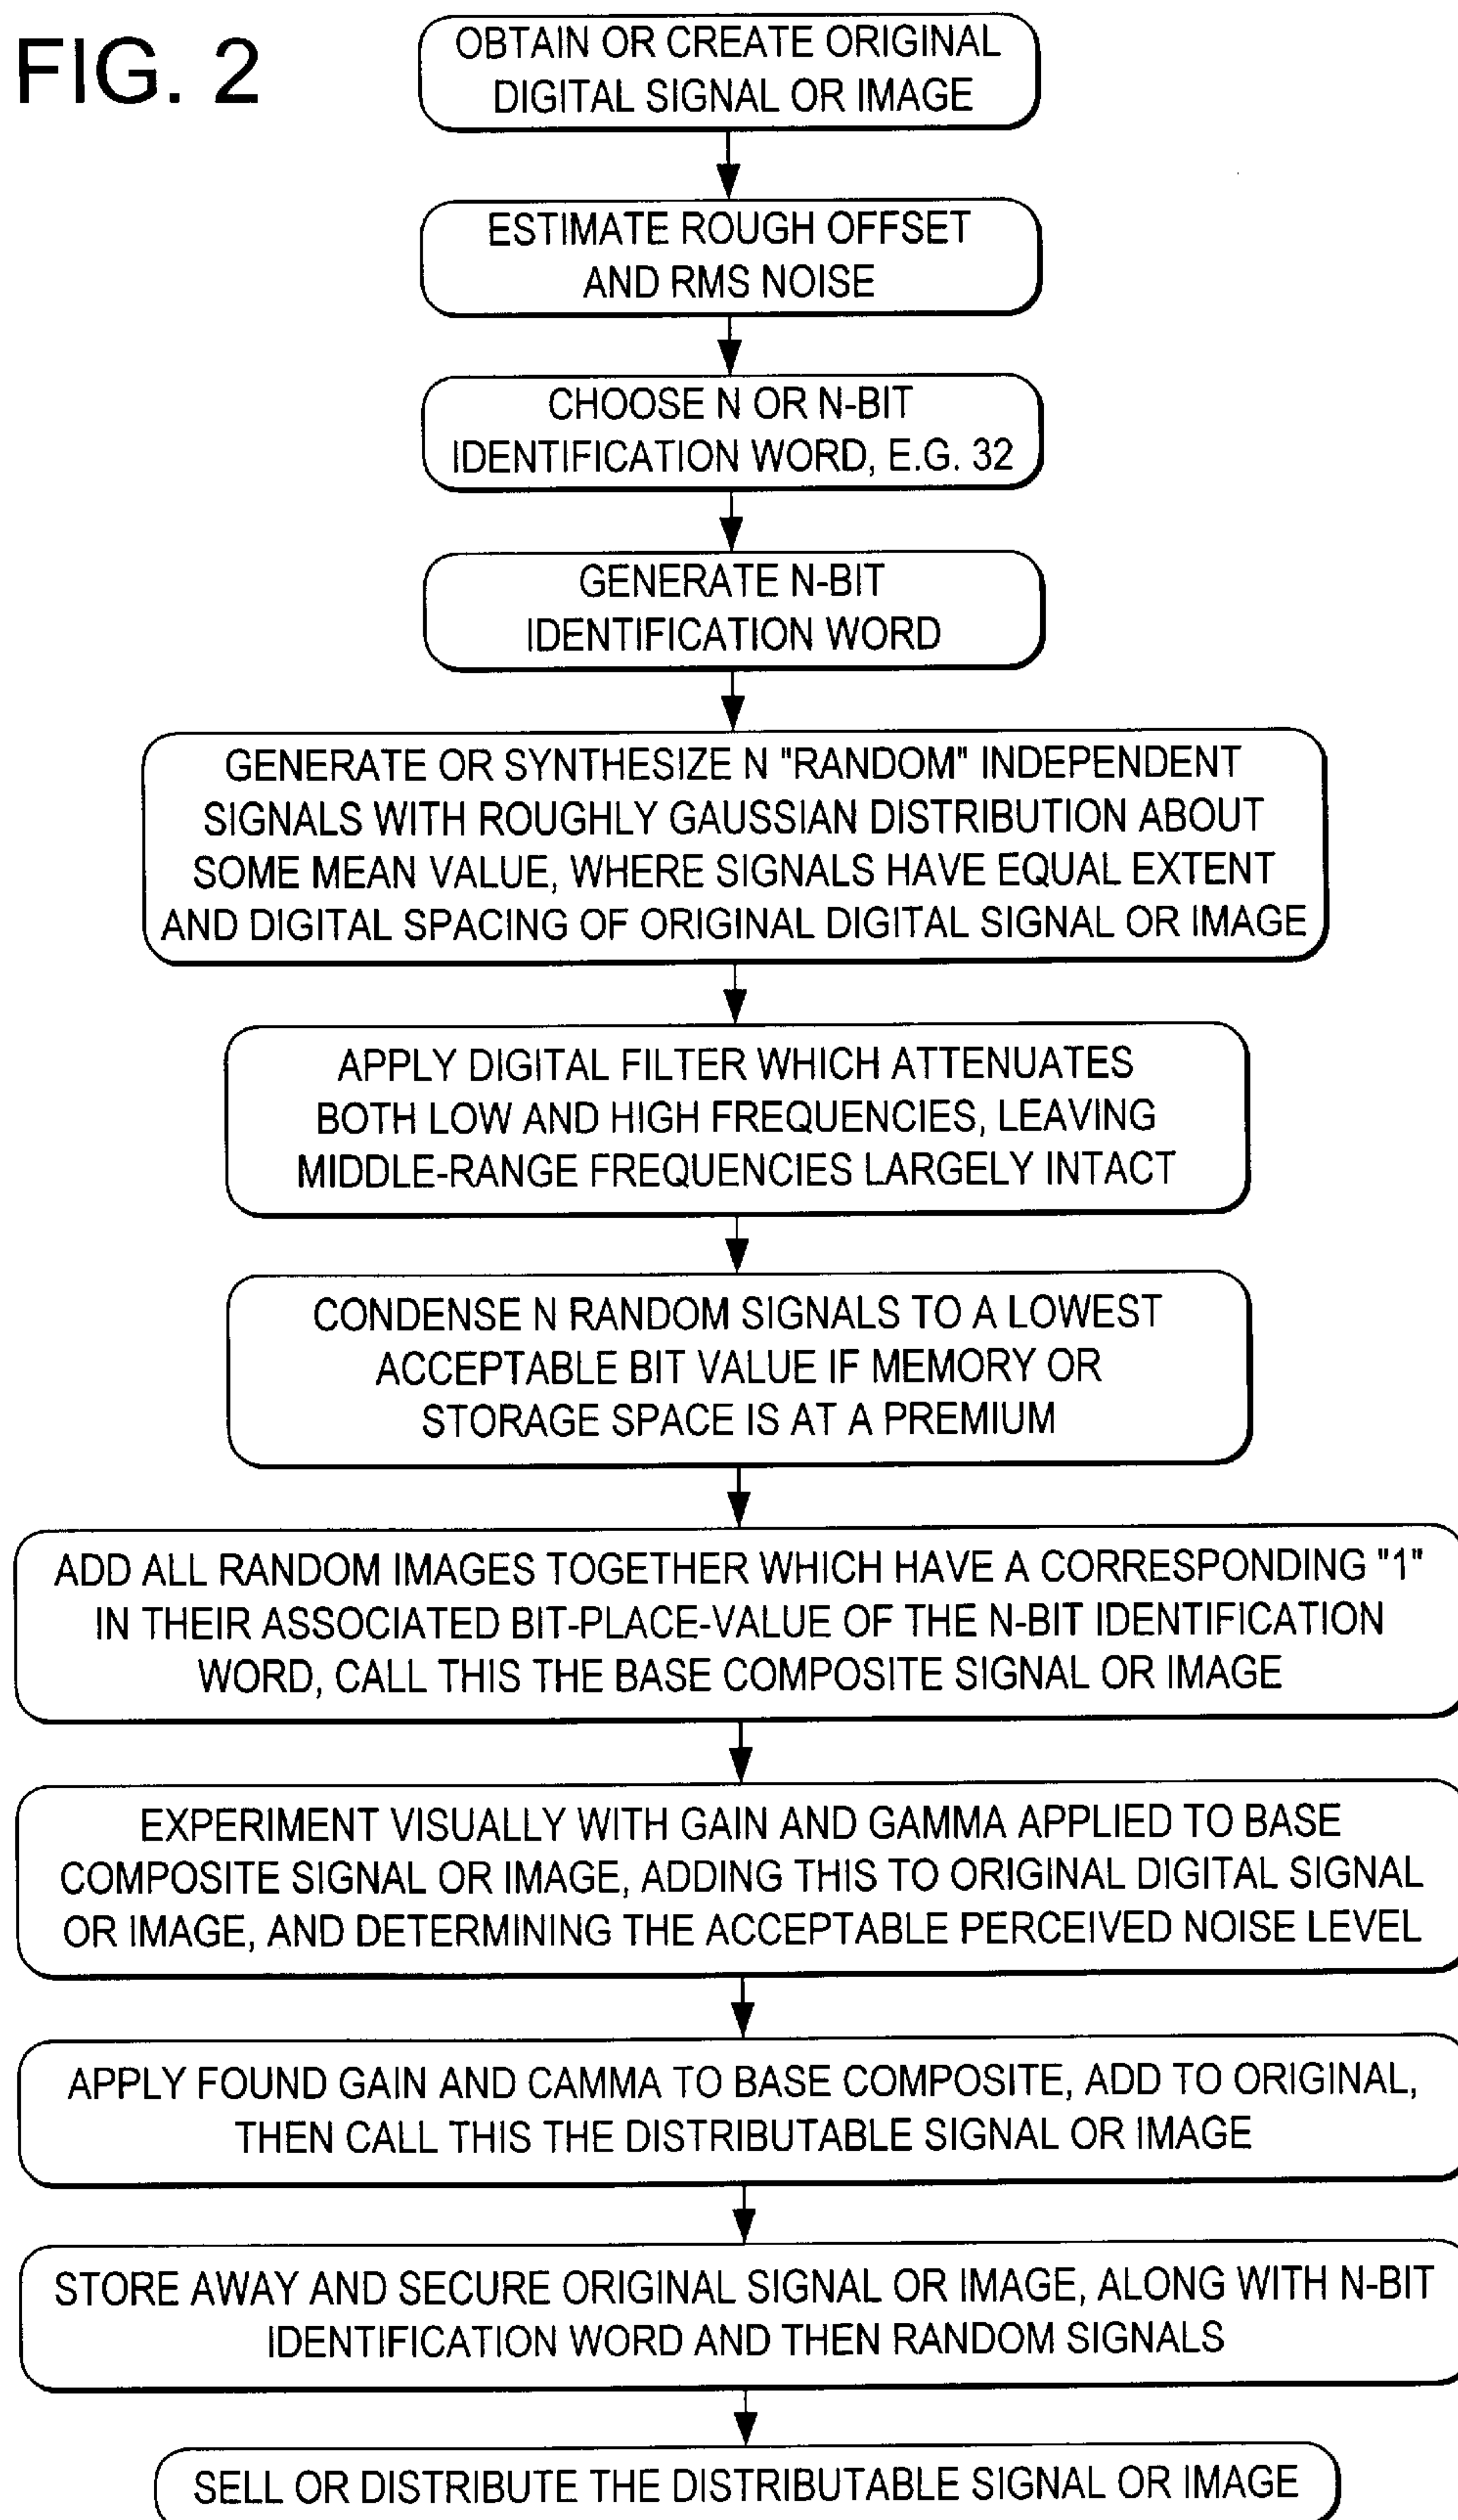 FIG. 2
OBTAIN OR CREATE ORIGINAL
DIGITAL SIGNAL OR IMAGE
ESTIMATE ROUGH OFFSET
AND RMS NOISE
CHOOSE N OR N-BIT
IDENTIFICATION WORD, E.G. 32
GENERATE N-BIT
IDENTIFICATION WORD
GENERATE OR SYNTHESIZE N "RANDOM" INDEPENDENT
SIGNALS WITH ROUGHLY GAUSSIAN DISTRIBUTION ABOUT
SOME MEAN VALUE, WHERE SIGNALS HAVE EQUAL EXTENT
AND DIGITAL SPACING OF ORIGINAL DIGITAL SIGNAL OR IMAGE
APPLY DIGITAL FILTER WHICH ATTENUATES
BOTH LOW AND HIGH FREQUENCIES, LEAVING
MIDDLE-RANGE FREQUENCIES LARGELY INTACT
CONDENSE N RANDOM SIGNALS TO A LOWEST
ACCEPTABLE BIT VALUE IF MEMORY OR
STORAGE SPACE IS AT A PREMIUM
ADD ALL RANDOM IMAGES TOGETHER WHICH HAVE A CORRESPONDING "1"
IN THEIR ASSOCIATED BIT-PLACE-VALUE OF THE N-BIT IDENTIFICATION
WORD, CALL THIS THE BASE COMPOSITE SIGNAL OR IMAGE
EXPERIMENT VISUALLY WITH GAIN AND GAMMA APPLIED TO BASE
COMPOSITE SIGNAL OR IMAGE, ADDING THIS TO ORIGINAL DIGITAL SIGNAL
OR IMAGE, AND DETERMINING THE ACCEPTABLE PERCEIVED NOISE LEVEL
APPLY FOUND GAIN AND CAMMA TO BASE COMPOSITE, ADD TO ORIGINAL,
THEN CALL THIS THE DISTRIBUTABLE SIGNAL OR IMAGE
STORE AWAY AND SECURE ORIGINAL SIGNAL OR IMAGE, ALONG WITH N-BIT
IDENTIFICATION WORD AND THEN RANDOM SIGNALS
SELL OR DISTRIBUTE THE DISTRIBUTABLE SIGNAL OR IMAGE